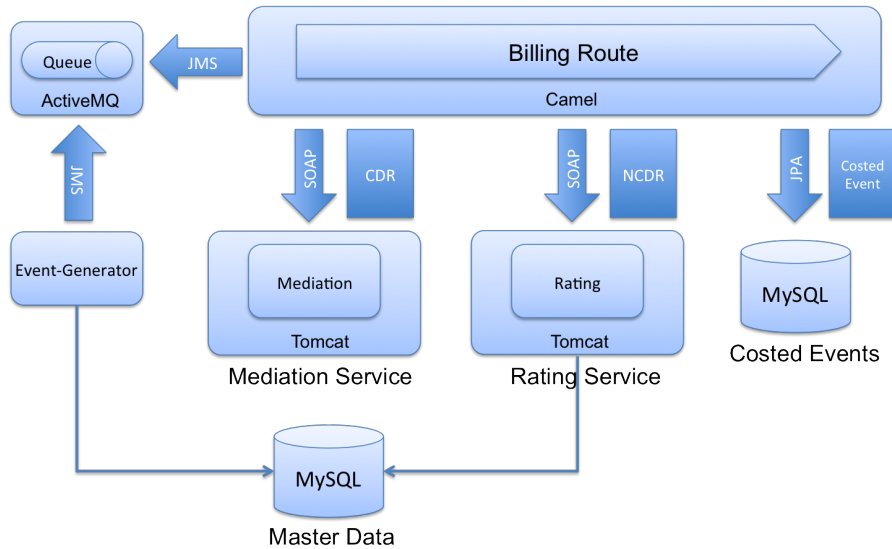 Billing Route
Camel
Queue
ActiveMQ
JMS
JMS
SOAP
CDR
SOAP
NCDR
JPA
Costed
Event
Event-Generator
Mediation
Tomcat
Mediation Service
Rating
Tomcat
Rating Service
MySQL
Costed Events
MySQL
Master Data